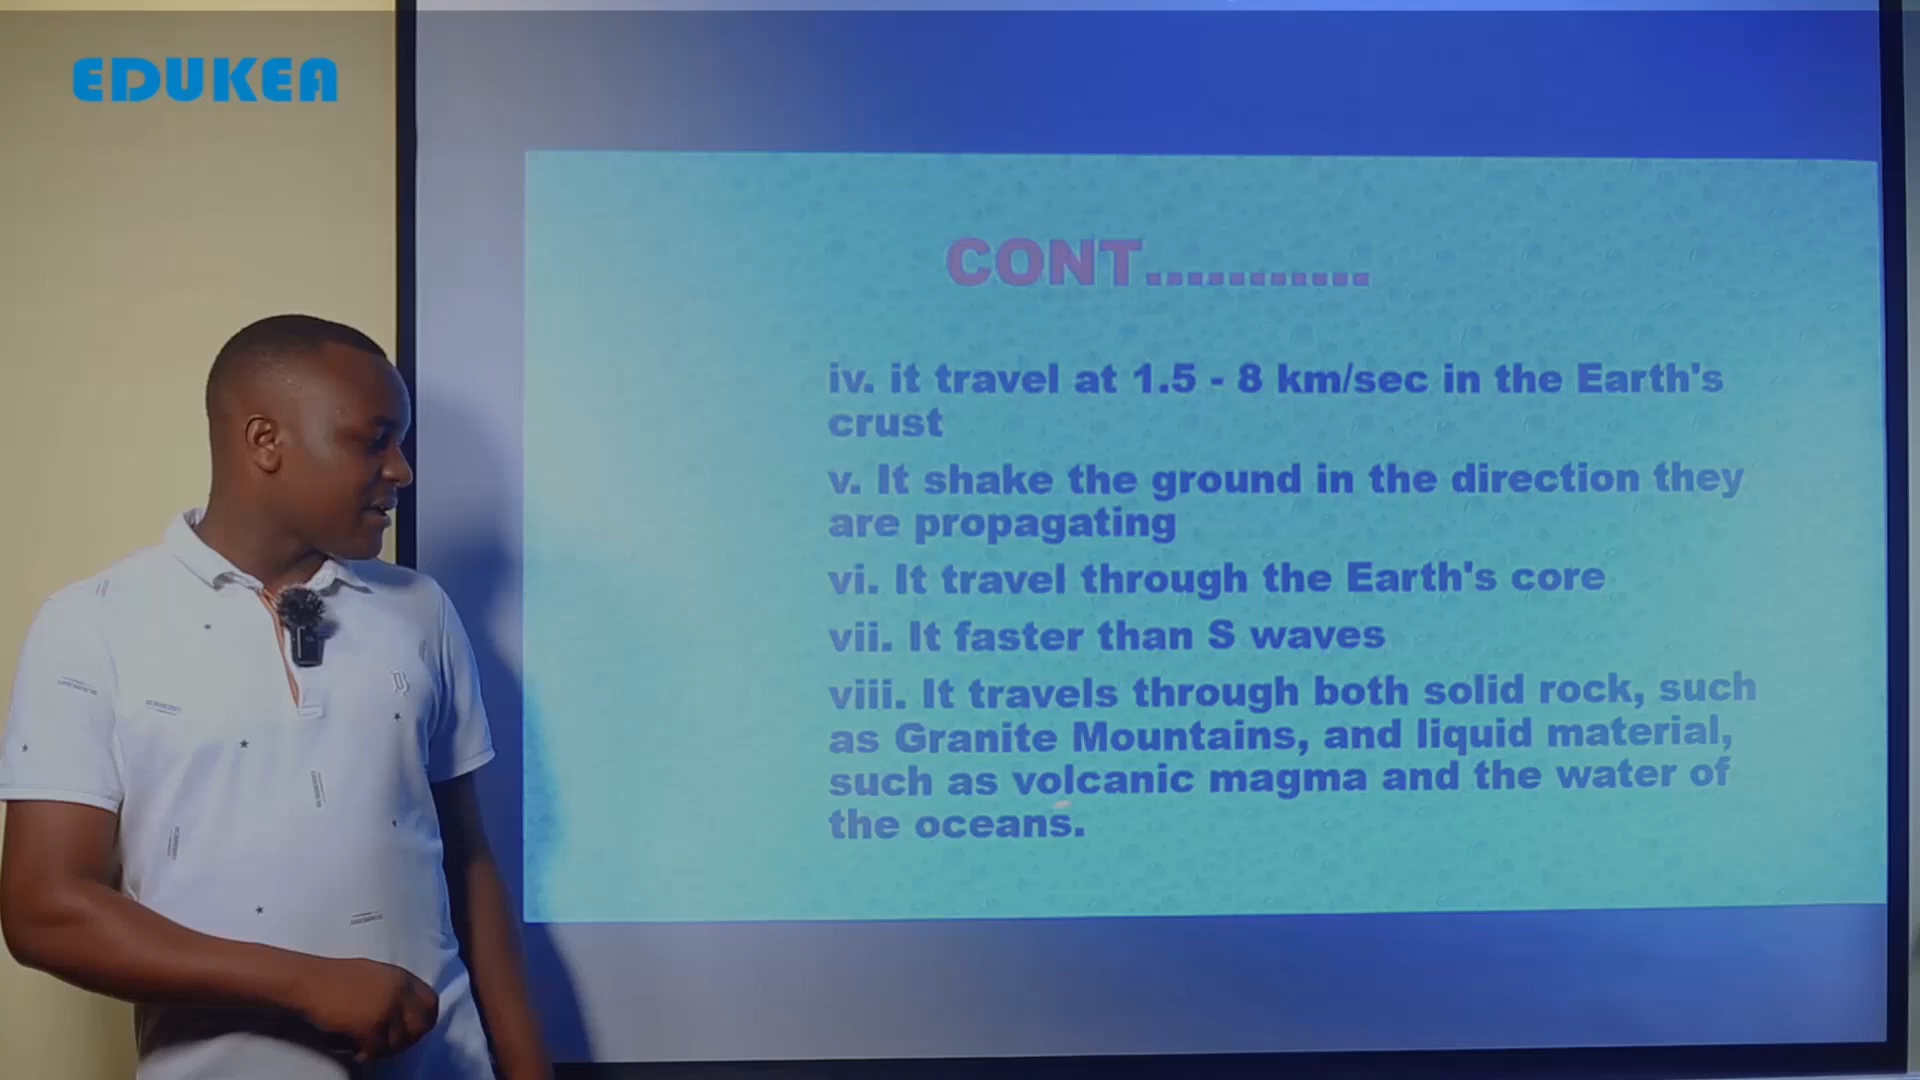 EDUKEA
CONT...........
iv. it travel at 1.5 - 8 km/sec in the Earth's
crust
v. It shake the ground in the direction they
are propagating
vi. It travel through the Earth's core
vii. It faster than S waves
viii. It travels through both solid rock, such
as Granite Mountains, and liquid material,
such as volcanic magma and the water of
the oceans.